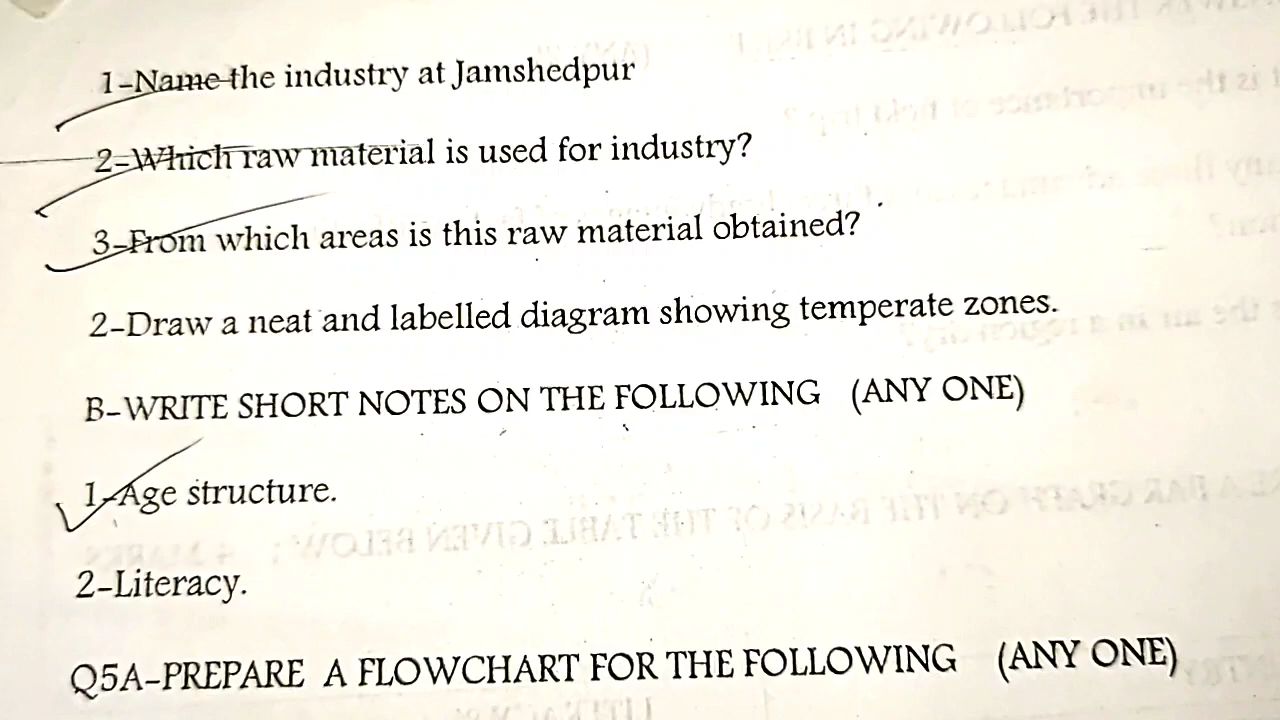 1-Name the industry at Jamshedpur
2-Which raw material is used for industry?
3-From which areas is this raw material obtained?
2-Draw a neat and labelled diagram showing temperate zones.
B-WRITE SHORT NOTES ON THE FOLLOWING (ANY ONE)
1-Age structure.
2-Literacy.
Q5A-PREPARE A FLOWCHART FOR THE FOLLOWING (ANY ONE)